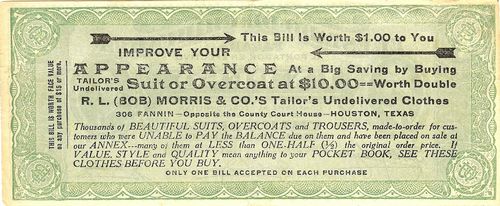 This Bill Is Worth $1.00 to You
IMPROVE YOUR
APPEARANCE At a Big Saving by Buying
TAILOR'S
Undelivered
Suit or Overcoat at $10.00==Worth Double
R. L. (BOB) MORRIS & CO.'S Tailor's Undelivered Clothes
306 FANNIN—Opposite the County Court House—HOUSTON, TEXAS
Thousands of BEAUTIFUL SUITS, OVERCOATS and TROUSERS, made-to-order for cus-
tomers who were UNABLE to PAY the BALANCE due on them and have been placed on sale at
our ANNEX---many of them at LESS than ONE-HALF (½) the original order price. If
VALUE, STYLE and QUALITY mean anything to your POCKET BOOK, SEE THESE
CLOTHES BEFORE YOU BUY.
ONLY ONE BILL ACCEPTED ON EACH PURCHASE
THIS BILL IS WORTH FACE VALUE
on any purchase of $15 or more.